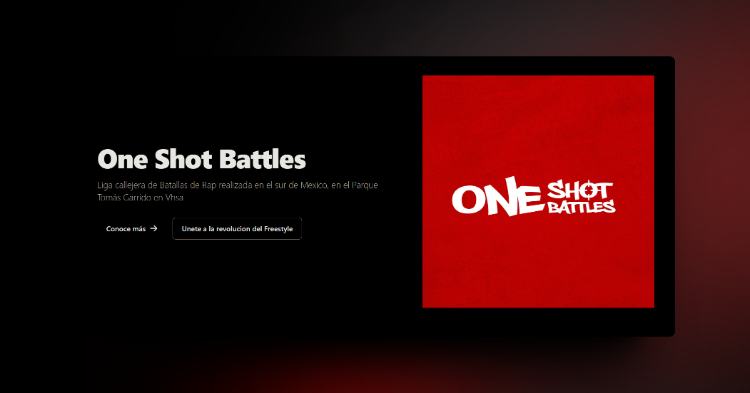 One Shot Battles
Liga callejera de Batallas de Rap realizada en el sur de México, en el Parque
Tomás Garrido en Vhsa
Conoce más →
Unete a la revolucion del Freestyle
ONE SHOT
BATTLES